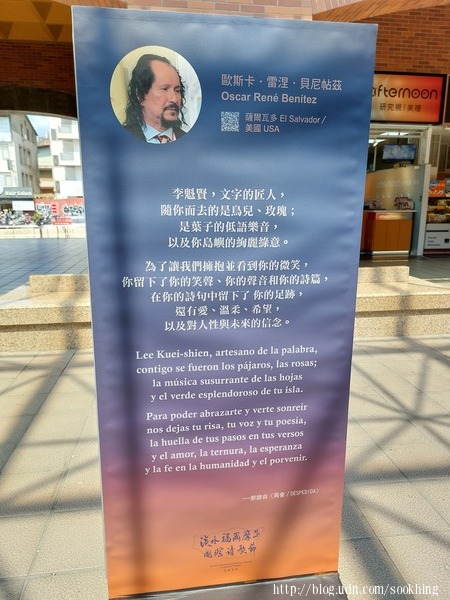 歐斯卡・雷涅・貝尼帖茲
Oscar René Benítez
薩爾瓦多 El Salvador /
美國 USA
李魁賢，文字的匠人，
隨你而去的是鳥兒、玫瑰；
是葉子的低語樂音，
以及你島嶼的絢麗綠意。
為了讓我們擁抱並看到你的微笑，
你留下了你的笑聲、你的聲音和你的詩篇，
在你的詩句中留下了 你的足跡，
還有愛、溫柔、希望，
以及對人性與未來的信念。
Lee Kuei-shien, artesano de la palabra,
contigo se fueron los pájaros, las rosas;
la música susurrante de las hojas
y el verde esplendoroso de tu isla.
Para poder abrazarte y verte sonreir
nos dejas tu risa, tu voz y tu poesía,
la huella de tus pasos en tus versos
y el amor, la ternura, la esperanza
y la fe en la humanidad y el porvenir.
DESPEDIDA》
淡水福爾摩莎
國際詩歌節
afternoon
http://blog.udn.com/sookhing